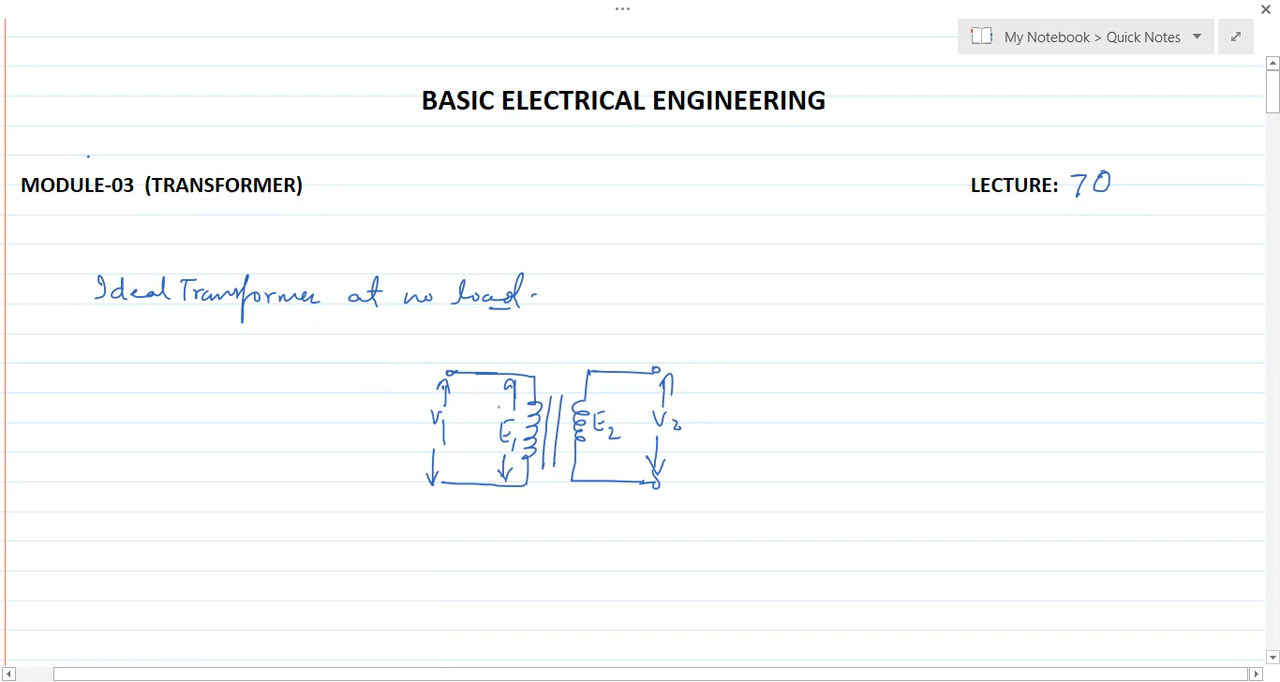 My Notebook > Quick Notes
BASIC ELECTRICAL ENGINEERING
MODULE-03 (TRANSFORMER)
LECTURE: 70
Ideal Transformer at no load.
V1 E1 E2 V2